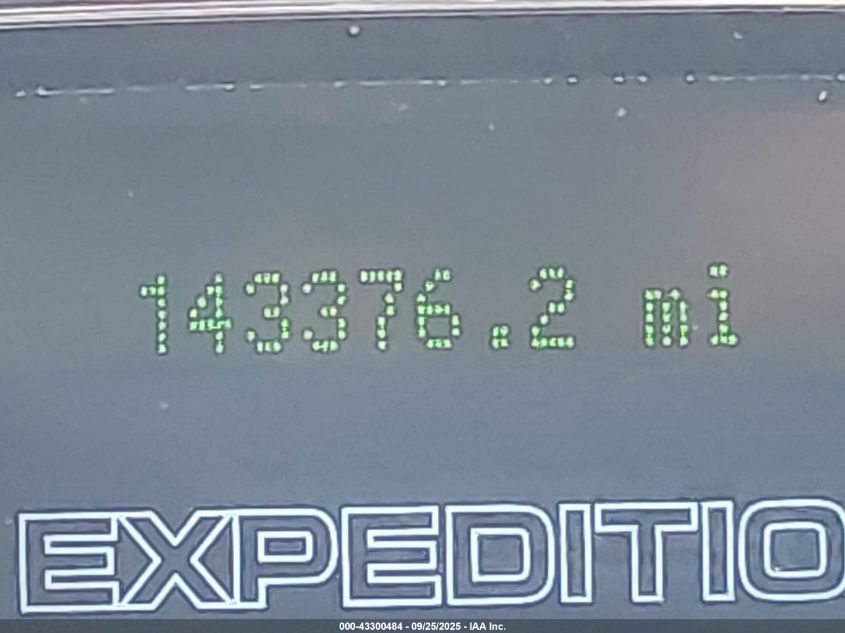 143376.2 mi
EXPEDITIO
000-43300484 - 09/25/2025 - IAA Inc.